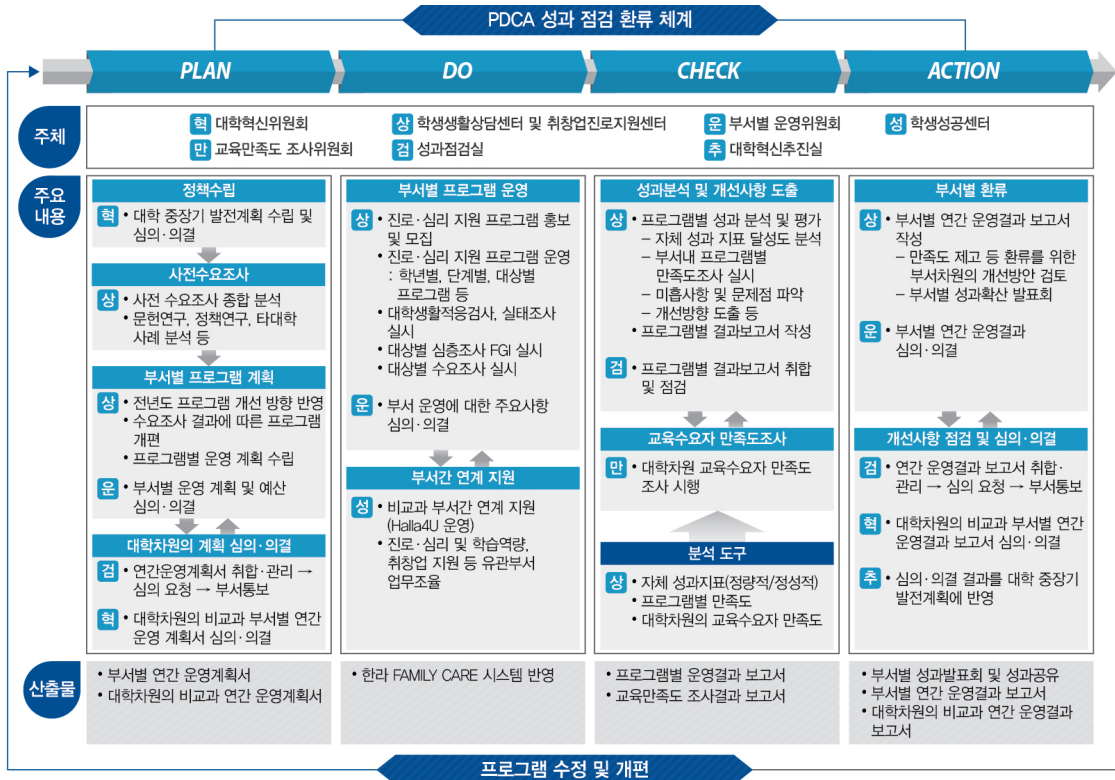 PDCA 성과 점검 환류 체계
PLAN
DO
CHECK
ACTION
주체
혁 대학혁신위원회
상 학생생활상담센터 및 취창업진로지원센터
운 부서별 운영위원회
성 학생성공센터
만 교육만족도 조사위원회
검 성과점검실
추 대학혁신추진실
주요
내용
정책수립
혁 • 대학 중장기 발전계획 수립 및
심의·의결
사전수요조사
상 • 사전 수요조사 종합 분석
• 문헌연구, 정책연구, 타대학
사례 분석 등
부서별 프로그램 계획
상 • 전년도 프로그램 개선 방향 반영
• 수요조사 결과에 따른 프로그램
개편
• 프로그램별 운영 계획 수립
운 • 부서별 운영 계획 및 예산
심의·의결
대학차원의 계획 심의·의결
검 • 연간운영계획서 취합·관리 →
심의 요청 → 부서통보
혁 • 대학차원의 비교과 부서별 연간
운영 계획서 심의·의결
부서별 프로그램 운영
상 • 진로·심리 지원 프로그램 홍보
및 모집
• 진로·심리 지원 프로그램 운영
: 학년별, 단계별, 대상별
프로그램 등
• 대학생활적응검사, 실태조사
실시
• 대상별 심층조사 FGI 실시
• 대상별 수요조사 실시
운 • 부서 운영에 대한 주요사항
심의·의결
부서간 연계 지원
성 • 비교과 부서간 연계 지원
(Halla4U 운영)
• 진로·심리 및 학습역량,
취창업 지원 등 유관부서
업무조율
성과분석 및 개선사항 도출
상 • 프로그램별 성과 분석 및 평가
– 자체 성과 지표 달성도 분석
– 부서내 프로그램별
만족도조사 실시
– 미흡사항 및 문제점 파악
– 개선방향 도출 등
• 프로그램별 결과보고서 작성
검 • 프로그램별 결과보고서 취합
및 점검
교육수요자 만족도조사
만 • 대학차원 교육수요자 만족도
조사 시행
분석 도구
상 • 자체 성과지표(정량적/정성적)
• 프로그램별 만족도
• 대학차원의 교육수요자 만족도
부서별 환류
상 • 부서별 연간 운영결과 보고서
작성
– 만족도 제고 등 환류를 위한
부서차원의 개선방안 검토
– 부서별 성과확산 발표회
운 • 부서별 연간 운영결과
심의·의결
개선사항 점검 및 심의·의결
검 • 연간 운영결과 보고서 취합·
관리 → 심의 요청 → 부서통보
혁 • 대학차원의 비교과 부서별 연간
운영결과 보고서 심의·의결
추 • 심의·의결 결과를 대학 중장기
발전계획에 반영
산출물
• 부서별 연간 운영계획서
• 대학차원의 비교과 연간 운영계획서
• 한라 FAMILY CARE 시스템 반영
• 프로그램별 운영결과 보고서
• 교육만족도 조사결과 보고서
• 부서별 성과발표회 및 성과공유
• 부서별 연간 운영결과 보고서
• 대학차원의 비교과 연간 운영결과
보고서
프로그램 수정 및 개편